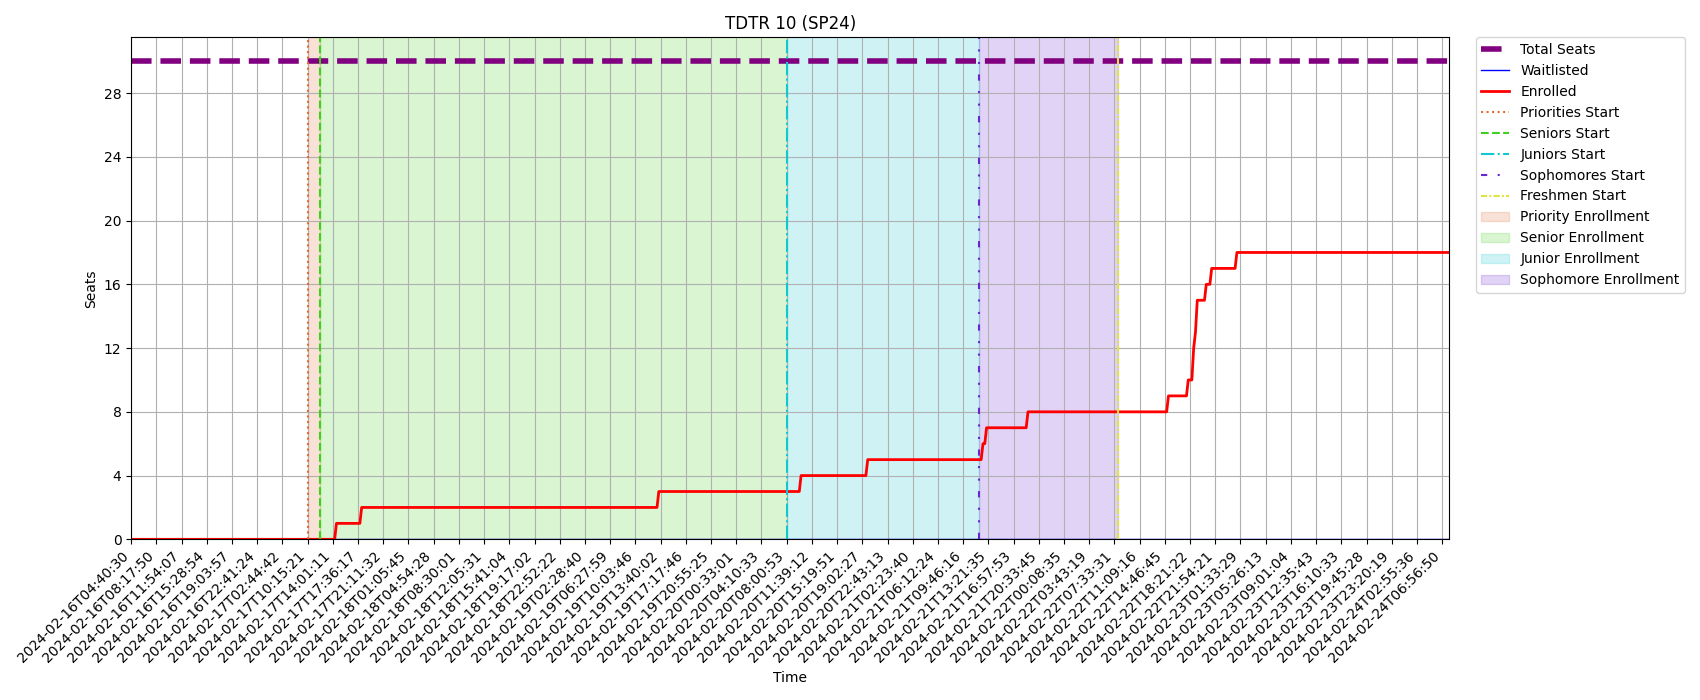 TDTR 10 (SP24)
Total Seats
Waitlisted
Enrolled
Priorities Start
Seniors Start
Juniors Start
Sophomores Start
Freshmen Start
Priority Enrollment
Senior Enrollment
Junior Enrollment
Sophomore Enrollment
Seats
28
24
20
16
12
8
4
0
2024-02-16T04:40:30
2024-02-16T08:17:50
2024-02-16T11:54:07
2024-02-16T15:28:54
2024-02-16T19:03:57
2024-02-16T22:41:24
2024-02-17T02:44:42
2024-02-17T10:15:21
2024-02-17T14:01:11
2024-02-17T17:36:17
2024-02-17T21:11:32
2024-02-18T01:05:45
2024-02-18T04:54:28
2024-02-18T08:30:01
2024-02-18T12:05:31
2024-02-18T15:41:04
2024-02-18T19:17:02
2024-02-18T22:52:22
2024-02-19T02:28:40
2024-02-19T06:27:59
2024-02-19T10:03:46
2024-02-19T13:40:02
2024-02-19T17:17:46
2024-02-19T20:55:25
2024-02-20T00:33:01
2024-02-20T04:10:33
2024-02-20T08:00:53
2024-02-20T11:39:12
2024-02-20T15:19:51
2024-02-20T19:02:27
2024-02-20T22:43:13
2024-02-21T02:23:40
2024-02-21T06:12:24
2024-02-21T09:46:16
2024-02-21T13:21:35
2024-02-21T16:57:53
2024-02-21T20:33:45
2024-02-22T00:08:35
2024-02-22T03:43:19
2024-02-22T07:33:31
2024-02-22T11:09:16
2024-02-22T14:46:45
2024-02-22T18:21:22
2024-02-22T21:54:21
2024-02-23T01:33:29
2024-02-23T05:26:13
2024-02-23T09:01:04
2024-02-23T12:35:43
2024-02-23T16:10:33
2024-02-23T19:45:28
2024-02-23T23:20:19
2024-02-24T02:55:36
2024-02-24T06:56:50
Time